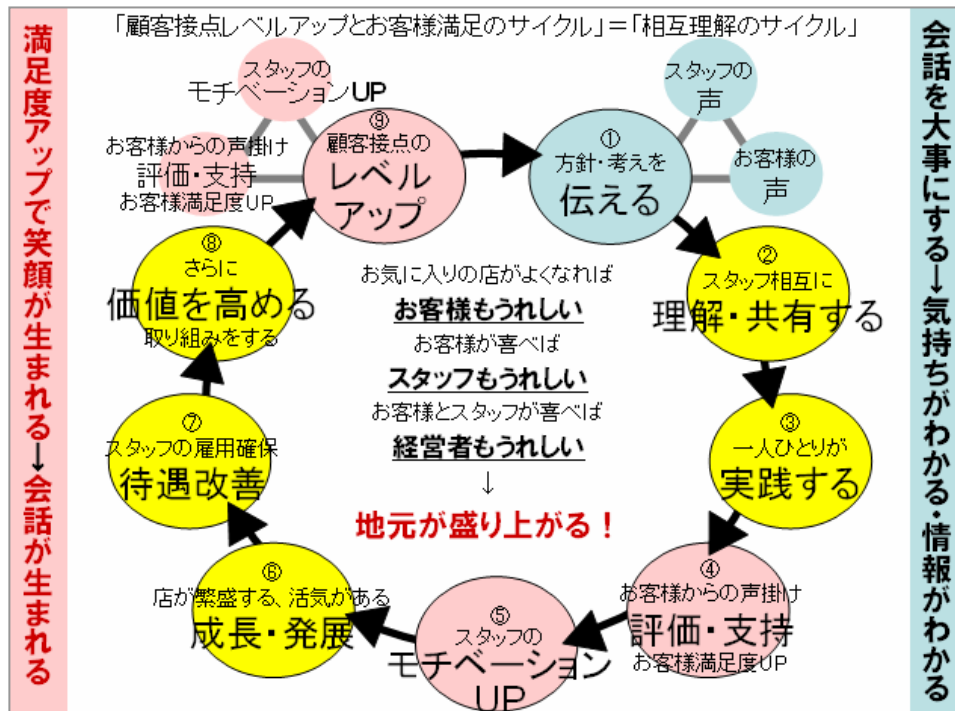 「顧客接点レベルアップとお客様満足のサイクル」＝「相互理解のサイクル」
満足度アップで笑顔が生まれる→会話が生まれる
会話を大事にする→気持ちがわかる・情報がわかる
スタッフの
モチベーションUP
お客様からの声掛け
評価・支持
お客様満足度UP
⑨
顧客接点の
レベル
アップ
①
方針・考えを
伝える
スタッフの
声
お客様の
声
②
スタッフ相互に
理解・共有する
③
一人ひとりが
実践する
④
お客様からの声掛け
評価・支持
お客様満足度UP
⑤
スタッフの
モチベーション
UP
⑥
店が繁盛する、活気がある
成長・発展
⑦
スタッフの雇用確保
待遇改善
⑧
さらに
価値を高める
取り組みをする
お気に入りの店がよくなれば
お客様もうれしい
お客様が喜べば
スタッフもうれしい
お客様とスタッフが喜べば
経営者もうれしい
↓
地元が盛り上がる！